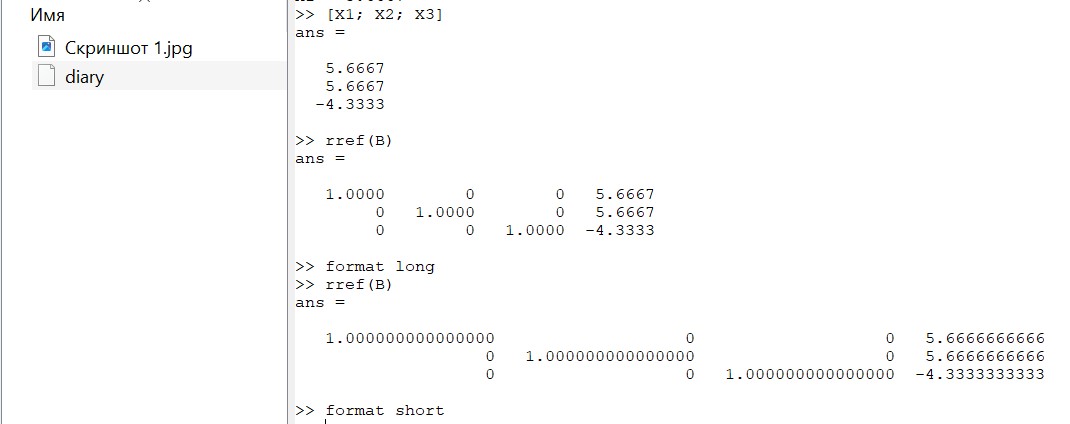 Имя
Скриншот 1.jpg
diary
>> [X1; X2; X3]
ans =
5.6667
5.6667
-4.3333
>> rref(B)
ans =
1.0000 0 0 5.6667
0 1.0000 0 5.6667
0 0 1.0000 -4.3333
>> format long
>> rref(B)
ans =
1.000000000000000 0 0 5.6666666666
0 1.000000000000000 0 5.6666666666
0 0 1.000000000000000 -4.3333333333
>> format short